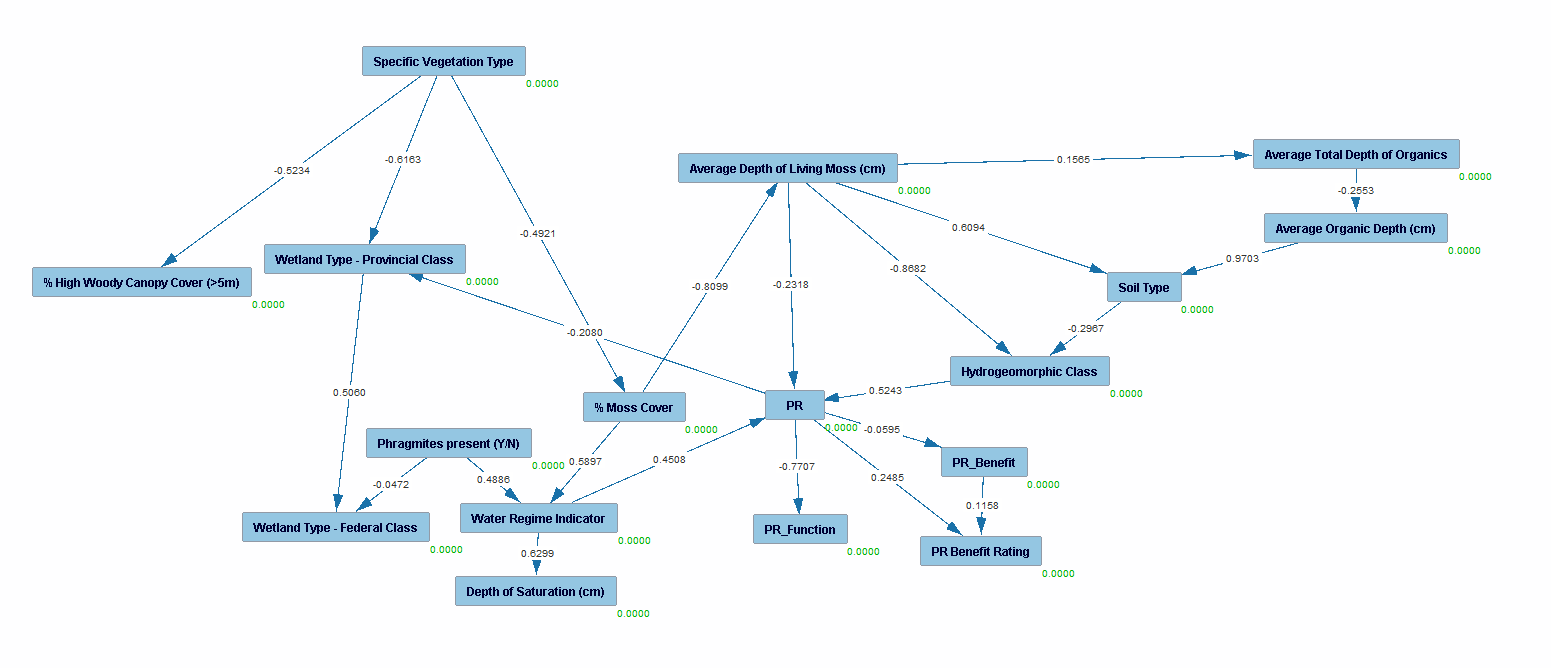 Specific Vegetation Type
0.0000
Average Total Depth of Organics
0.0000
-0.6163
0.1565
Average Depth of Living Moss (cm)
0.0000
-0.5234
-0.2553
-0.4921
0.6094
Average Organic Depth (cm)
0.0000
Wetland Type - Provincial Class
0.0000
0.9703
-0.8682
% High Woody Canopy Cover (>5m)
0.0000
-0.8099
-0.2318
Soil Type
0.0000
-0.2080
-0.2967
Hydrogeomorphic Class
0.0000
0.5060
0.5243
% Moss Cover
0.0000
PR
0.0000
-0.0595
Phragmites present (Y/N)
0.0000
0.5897
0.4508
-0.7707
PR_Benefit
0.0000
-0.0472
0.4886
0.2485
0.1158
Wetland Type - Federal Class
0.0000
Water Regime Indicator
0.0000
PR_Function
0.0000
0.6299
PR Benefit Rating
0.0000
Depth of Saturation (cm)
0.0000